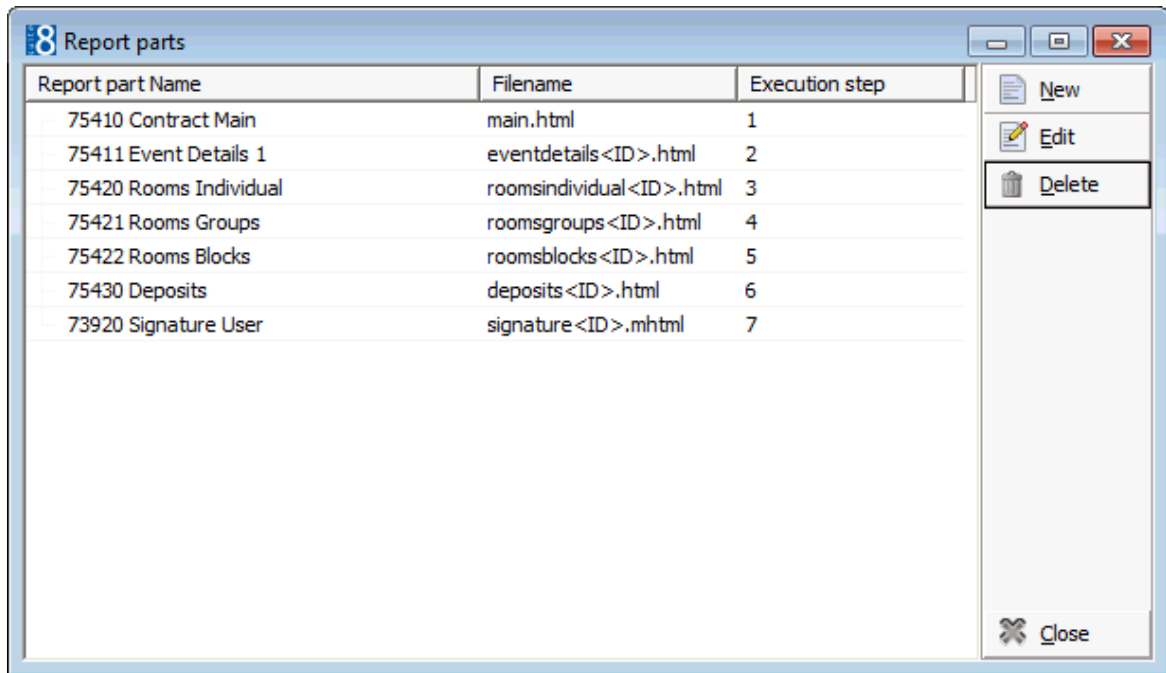 8 Report parts
Report part Name Filename Execution step
75410 Contract Main main.html 1
75411 Event Details 1 eventdetails<ID>.html 2
75420 Rooms Individual roomsindividual<ID>.html 3
75421 Rooms Groups roomsgroups<ID>.html 4
75422 Rooms Blocks roomsblocks<ID>.html 5
75430 Deposits deposits<ID>.html 6
73920 Signature User signature<ID>.mhtml 7
New
Edit
Delete
Close